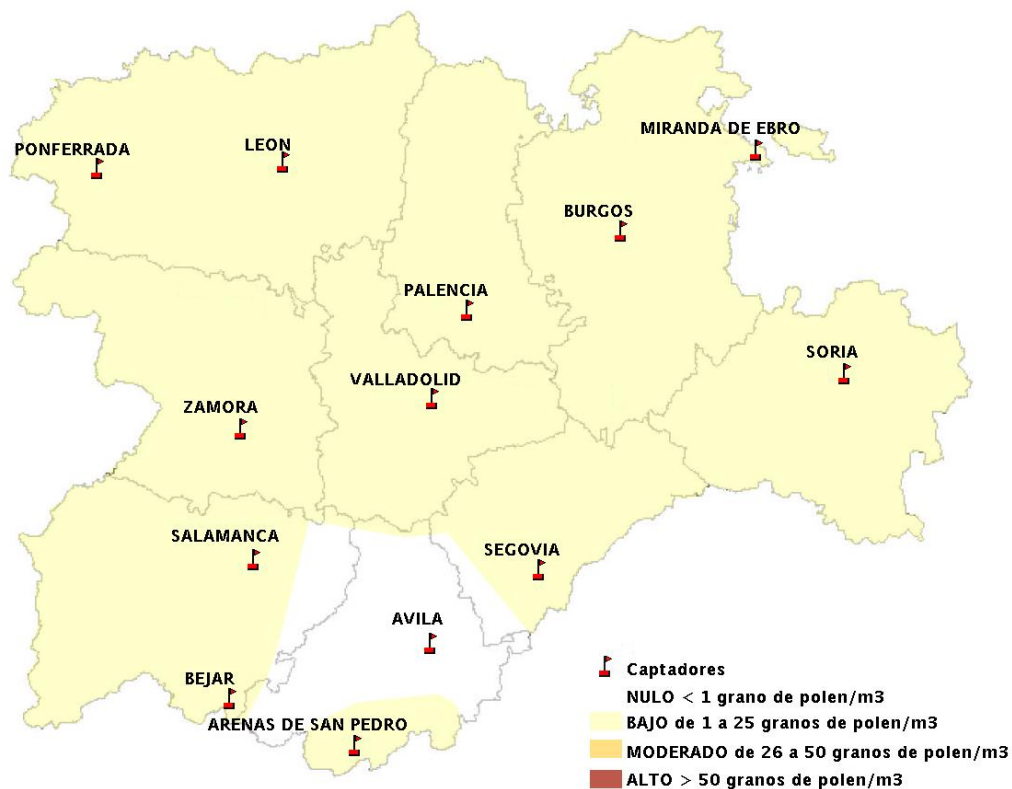 MIRANDA DE EBRO
PONFERRADA
LEON
BURGOS
PALENCIA
SORIA
VALLADOLID
ZAMORA
SALAMANCA
SEGOVIA
AVILA
BEJAR
ARENAS DE SAN PEDRO
Captadores
NULO < 1 grano de polen/m3
BAJO de 1 a 25 granos de polen/m3
MODERADO de 26 a 50 granos de polen/m3
ALTO > 50 granos de polen/m3